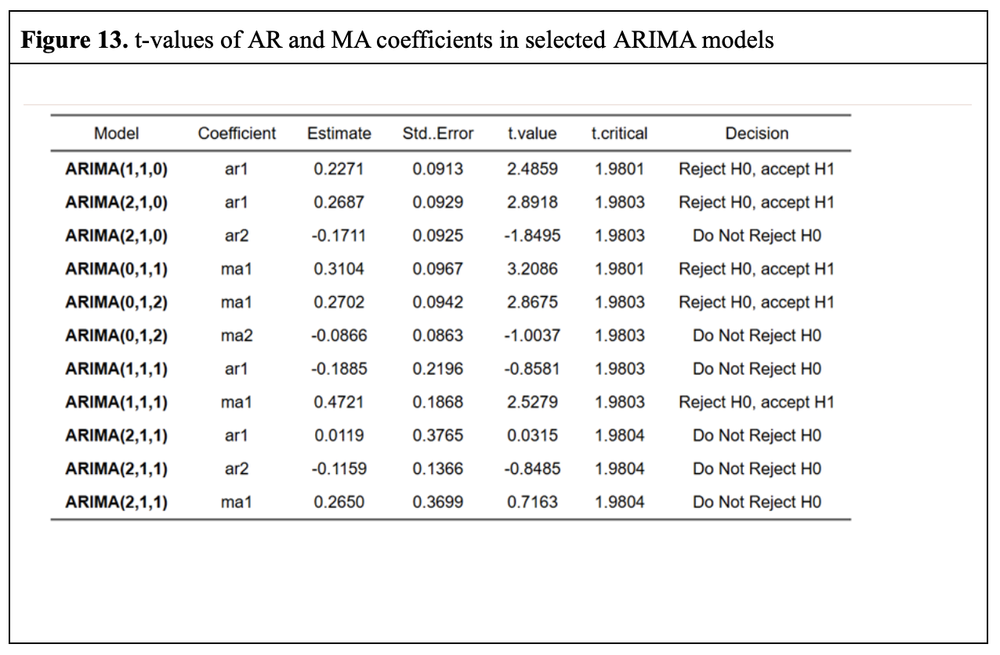 Figure 13. t-values of AR and MA coefficients in selected ARIMA models
Model Coefficient Estimate Std..Error t.value t.critical Decision
ARIMA(1,1,0) ar1 0.2271 0.0913 2.4859 1.9801 Reject H0, accept H1
ARIMA(2,1,0) ar1 0.2687 0.0929 2.8918 1.9803 Reject H0, accept H1
ARIMA(2,1,0) ar2 -0.1711 0.0925 -1.8495 1.9803 Do Not Reject H0
ARIMA(0,1,1) ma1 0.3104 0.0967 3.2086 1.9801 Reject H0, accept H1
ARIMA(0,1,2) ma1 0.2702 0.0942 2.8675 1.9803 Reject H0, accept H1
ARIMA(0,1,2) ma2 -0.0866 0.0863 -1.0037 1.9803 Do Not Reject H0
ARIMA(1,1,1) ar1 -0.1885 0.2196 -0.8581 1.9803 Do Not Reject H0
ARIMA(1,1,1) ma1 0.4721 0.1868 2.5279 1.9803 Reject H0, accept H1
ARIMA(2,1,1) ar1 0.0119 0.3765 0.0315 1.9804 Do Not Reject H0
ARIMA(2,1,1) ar2 -0.1159 0.1366 -0.8485 1.9804 Do Not Reject H0
ARIMA(2,1,1) ma1 0.2650 0.3699 0.7163 1.9804 Do Not Reject H0